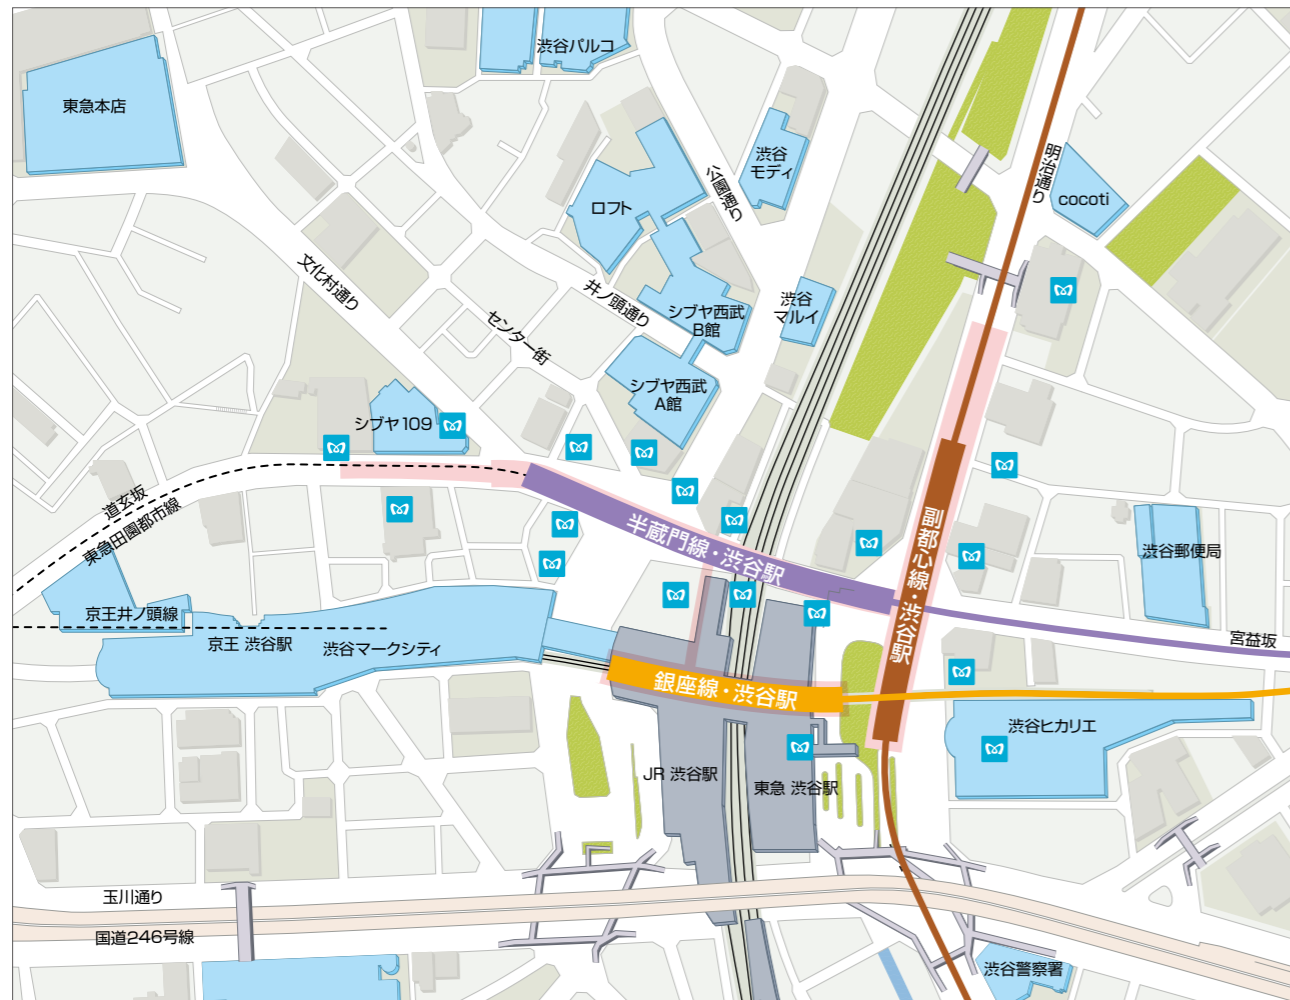 渋谷パルコ
東急本店
渋谷
モディ
明治通り
cocoti
公園通り
ロフト
文化村通り
井ノ頭通り
渋谷
マルイ
シブヤ西武
B館
センター街
シブヤ西武
A館
シブヤ109
道玄坂
東急田園都市線
半蔵門線・渋谷駅
副都心線・渋谷駅
渋谷郵便局
京王井ノ頭線
京王 渋谷駅
渋谷マークシティ
宮益坂
銀座線・渋谷駅
渋谷ヒカリエ
JR 渋谷駅
東急 渋谷駅
玉川通り
国道246号線
渋谷警察署